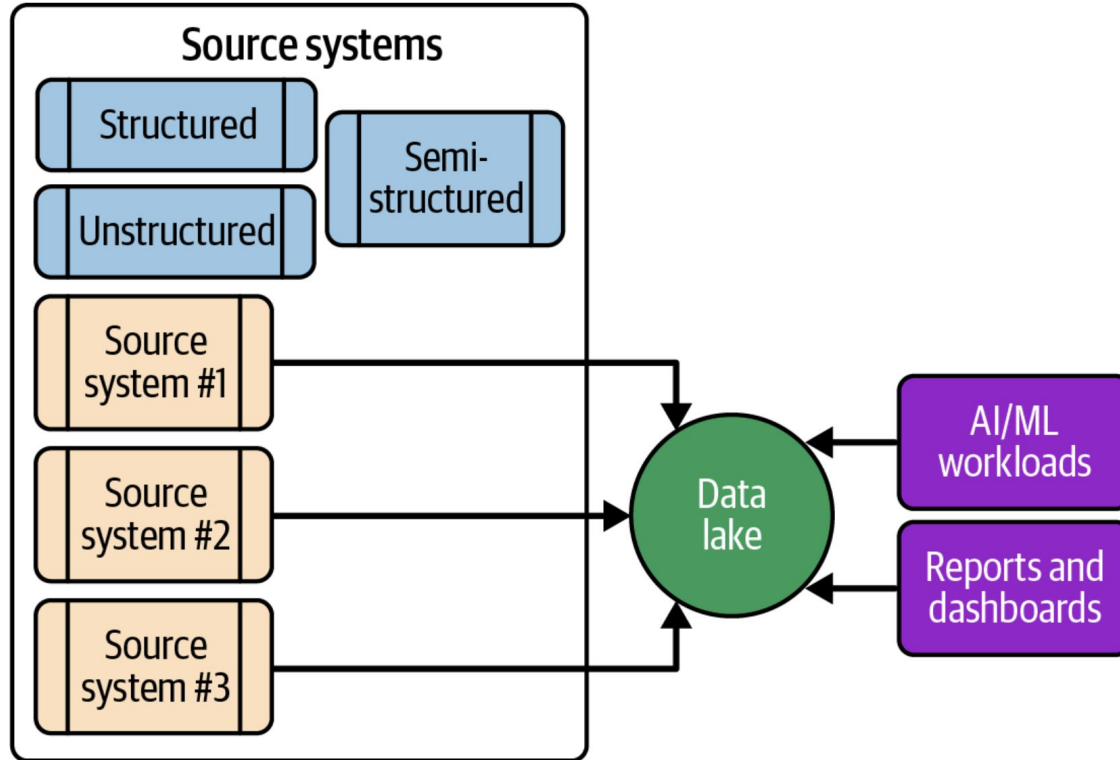 Source systems
Structured
Semi-
structured
Unstructured
Source
system #1
Source
system #2
Source
system #3
Data
lake
AI/ML
workloads
Reports and
dashboards